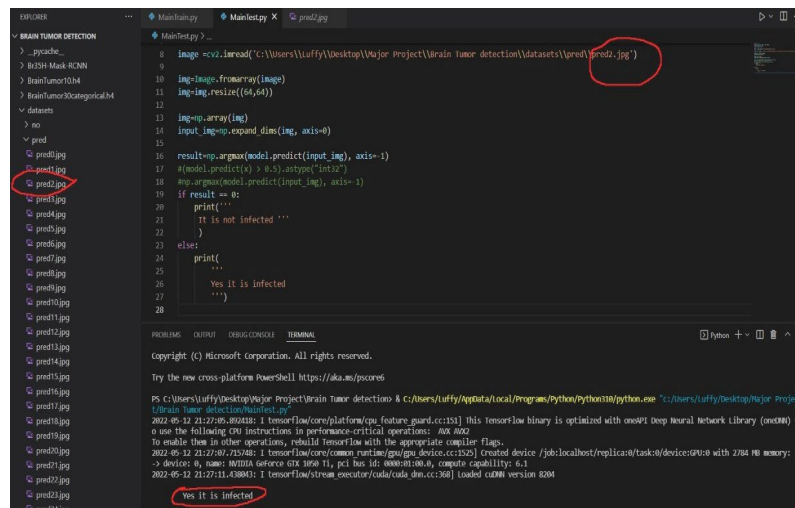 EXPLORER
···
MainTrain.py
MainTest.py X
pred2.jpg
BRAIN TUMOR DETECTION
> _pycache_
> Br35H-Mask-RCNN
> BrainTumor10.h4
> BrainTumor30categorical.h4
datasets
> no
pred
pred0.jpg
pred1.jpg
pred2.jpg
pred3.jpg
pred4.jpg
pred5.jpg
pred6.jpg
pred7.jpg
pred8.jpg
pred9.jpg
pred10.jpg
pred11.jpg
pred12.jpg
pred13.jpg
pred14.jpg
pred15.jpg
pred16.jpg
pred17.jpg
pred18.jpg
pred19.jpg
pred20.jpg
pred21.jpg
pred22.jpg
pred23.jpg
MainTest.py > ...
8 image =cv2.imread('C:\\Users\\Luffy\\Desktop\\Major Project\\Brain Tumor detection\\datasets\\pred\\pred2.jpg')
9
10 img=Image.fromarray(image)
11 img=img.resize((64,64))
12
13 img=np.array(img)
14 input_img=np.expand_dims(img, axis=0)
15
16 result=np.argmax(model.predict(input_img), axis=-1)
17 #(model.predict(x) > 0.5).astype("int32")
18 #np.argmax(model.predict(input_img), axis=-1)
19 if result == 0:
20 print('''
21 It is not infected '''
22 )
23 else:
24 print(
25 '''
26 Yes it is infected
27 ''')
28
PROBLEMS OUTPUT DEBUG CONSOLE TERMINAL
Python
Copyright (C) Microsoft Corporation. All rights reserved.
Try the new cross-platform PowerShell https://aka.ms/pscore6
PS C:\Users\Luffy\Desktop\Major Project\Brain Tumor detection> & C:/Users/Luffy/AppData/Local/Programs/Python/Python310/python.exe "c:/Users/Luffy/Desktop/Major Proje
t/Brain Tumor detection/MainTest.py"
2022-05-12 21:27:05.892418: I tensorflow/core/platform/cpu_feature_guard.cc:151] This TensorFlow binary is optimized with oneAPI Deep Neural Network Library (oneDNN)
o use the following CPU instructions in performance-critical operations: AVX AVX2
To enable them in other operations, rebuild TensorFlow with the appropriate compiler flags.
2022-05-12 21:27:07.715748: I tensorflow/core/common_runtime/gpu/gpu_device.cc:1525] Created device /job:localhost/replica:0/task:0/device:GPU:0 with 2784 MB memory:
-> device: 0, name: NVIDIA GeForce GTX 1050 Ti, pci bus id: 0000:01:00.0, compute capability: 6.1
2022-05-12 21:27:11.438043: I tensorflow/stream_executor/cuda/cuda_dnn.cc:368] Loaded cuDNN version 8204
Yes it is infected